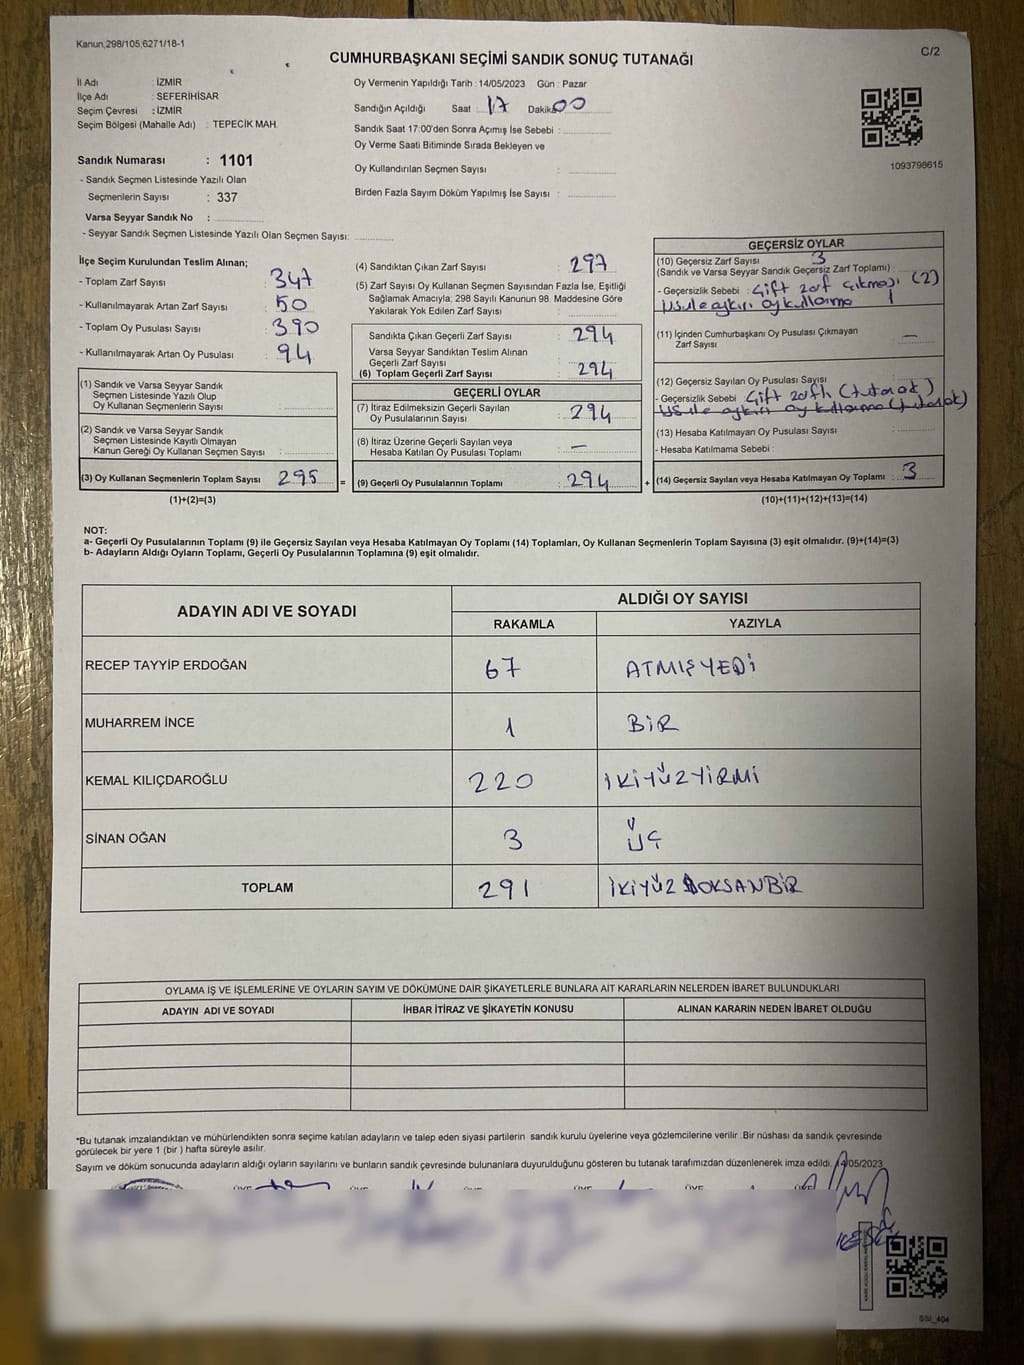 Kanun,298/105,6271/18-1
C/2
CUMHURBAŞKANI SEÇİMİ SANDIK SONUÇ TUTANAĞI
İl Adı : İZMİR
İlçe Adı : SEFERİHİSAR
Seçim Çevresi : İZMİR
Seçim Bölgesi (Mahalle Adı) : TEPECİK MAH.
Sandık Numarası : 1101
- Sandık Seçmen Listesinde Yazılı Olan
Seçmenlerin Sayısı : 337
Varsa Seyyar Sandık No :
- Seyyar Sandık Seçmen Listesinde Yazılı Olan Seçmen Sayısı:
Oy Vermenin Yapıldığı Tarih : 14/05/2023 Gün : Pazar
Sandığın Açıldığı Saat 17 Dakika 00
Sandık Saat 17:00'den Sonra Açımış İse Sebebi :
Oy Verme Saati Bitiminde Sırada Bekleyen ve
Oy Kullandırılan Seçmen Sayısı :
Birden Fazla Sayım Döküm Yapılmış İse Sayısı :
1093798615
İlçe Seçim Kurulundan Teslim Alınan;
- Toplam Zarf Sayısı : 347
- Kullanılmayarak Artan Zarf Sayısı : 50
- Toplam Oy Pusulası Sayısı : 390
- Kullanılmayarak Artan Oy Pusulası : 94
(1) Sandık ve Varsa Seyyar Sandık
Seçmen Listesinde Yazılı Olup
Oy Kullanan Seçmenlerin Sayısı :
(2) Sandık ve Varsa Seyyar Sandık
Seçmen Listesinde Kayıtlı Olmayan
Kanun Gereği Oy Kullanan Seçmen Sayısı :
(3) Oy Kullanan Seçmenlerin Toplam Sayısı : 295
(1)+(2)=(3)
=
(4) Sandıktan Çıkan Zarf Sayısı : 297
(5) Zarf Sayısı Oy Kullanan Seçmen Sayısından Fazla İse, Eşitliği
Sağlamak Amacıyla; 298 Sayılı Kanunun 98. Maddesine Göre
Yakılarak Yok Edilen Zarf Sayısı :
Sandıkta Çıkan Geçerli Zarf Sayısı : 294
Varsa Seyyar Sandıktan Teslim Alınan
Geçerli Zarf Sayısı :
(6) Toplam Geçerli Zarf Sayısı : 294
GEÇERLİ OYLAR
(7) İtiraz Edilmeksizin Geçerli Sayılan
Oy Pusulalarının Sayısı : 294
(8) İtiraz Üzerine Geçerli Sayılan veya
Hesaba Katılan Oy Pusulası Toplamı : —
(9) Geçerli Oy Pusulalarının Toplamı : 294
+
GEÇERSİZ OYLAR
(10) Geçersiz Zarf Sayısı 3
(Sandık ve Varsa Seyyar Sandık Geçersiz Zarf Toplamı) :
- Geçersizlik Sebebi : Çift zarf çıkması (2)
Usule aykırı oy kullanma 1
(11) İçinden Cumhurbaşkanı Oy Pusulası Çıkmayan
Zarf Sayısı : —
(12) Geçersiz Sayılan Oy Pusulası Sayısı
- Geçersizlik Sebebi Çift zarflı (tutanak)
Usule aykırı oy kullanma (tutanak)
(13) Hesaba Katılmayan Oy Pusulası Sayısı :
- Hesaba Katılmama Sebebi :
(14) Geçersiz Sayılan veya Hesaba Katılmayan Oy Toplamı : 3
(10)+(11)+(12)+(13)=(14)
NOT:
a- Geçerli Oy Pusulalarının Toplamı (9) ile Geçersiz Sayılan veya Hesaba Katılmayan Oy Toplamı (14) Toplamları, Oy Kullanan Seçmenlerin Toplam Sayısına (3) eşit olmalıdır. (9)+(14)=(3)
b- Adayların Aldığı Oyların Toplamı, Geçerli Oy Pusulalarının Toplamına (9) eşit olmalıdır.
ADAYIN ADI VE SOYADI
ALDIĞI OY SAYISI
RAKAMLA YAZIYLA
RECEP TAYYİP ERDOĞAN 67 ATMIŞYEDİ
MUHARREM İNCE 1 BİR
KEMAL KILIÇDAROĞLU 220 İKİYÜZYİRMİ
SİNAN OĞAN 3 ÜÇ
TOPLAM 291 İKİYÜZ DOKSANBİR
OYLAMA İŞ VE İŞLEMLERİNE VE OYLARIN SAYIM VE DÖKÜMÜNE DAİR ŞİKAYETLERLE BUNLARA AİT KARARLARIN NELERDEN İBARET BULUNDUKLARI
ADAYIN ADI VE SOYADI İHBAR İTİRAZ VE ŞİKAYETİN KONUSU ALINAN KARARIN NEDEN İBARET OLDUĞU
*Bu tutanak imzalandıktan ve mühürlendikten sonra seçime katılan adayların ve talep eden siyasi partilerin sandık kurulu üyelerine veya gözlemcilerine verilir. Bir nüshası da sandık çevresinde
görülecek bir yere 1 (bir) hafta süreyle asılır.
Sayım ve döküm sonucunda adayların aldığı oyların sayılarını ve bunların sandık çevresinde bulunanlara duyurulduğunu gösteren bu tutanak tarafımızdan düzenlenerek imza edildi. 14/05/2023
SSİ_404